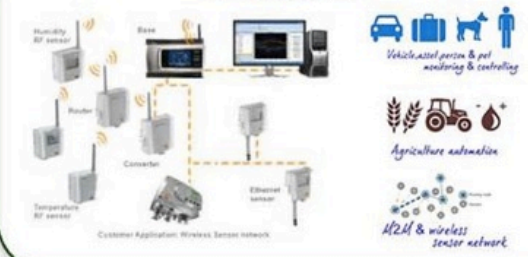 Humidity
RF sensor
Base
Router
Converter
Ethernet
sensor
Temperature
RF sensor
Customer Application: Wireless Sensor network
Vehicle,asset,person & pet
monitoring & controlling
Agriculture automation
M2M & wireless
sensor network